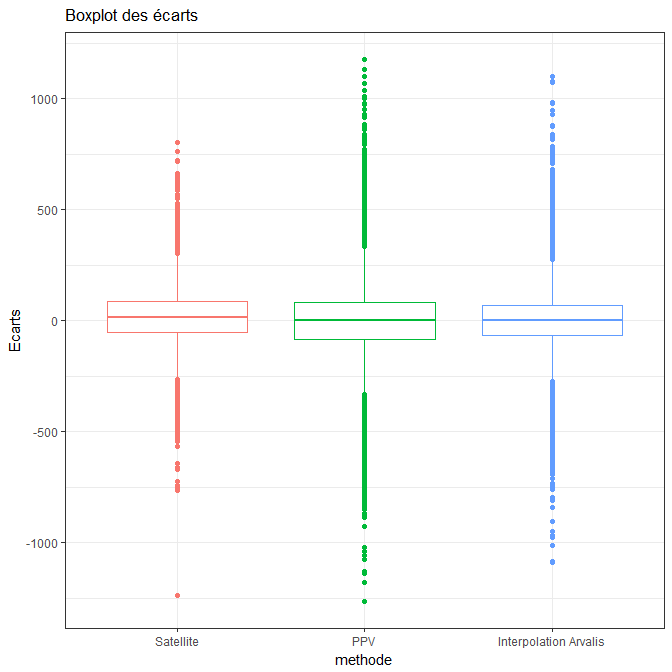 Boxplot des écarts
1000
500
0
-500
-1000
Ecarts
Satellite
PPV
Interpolation Arvalis
methode